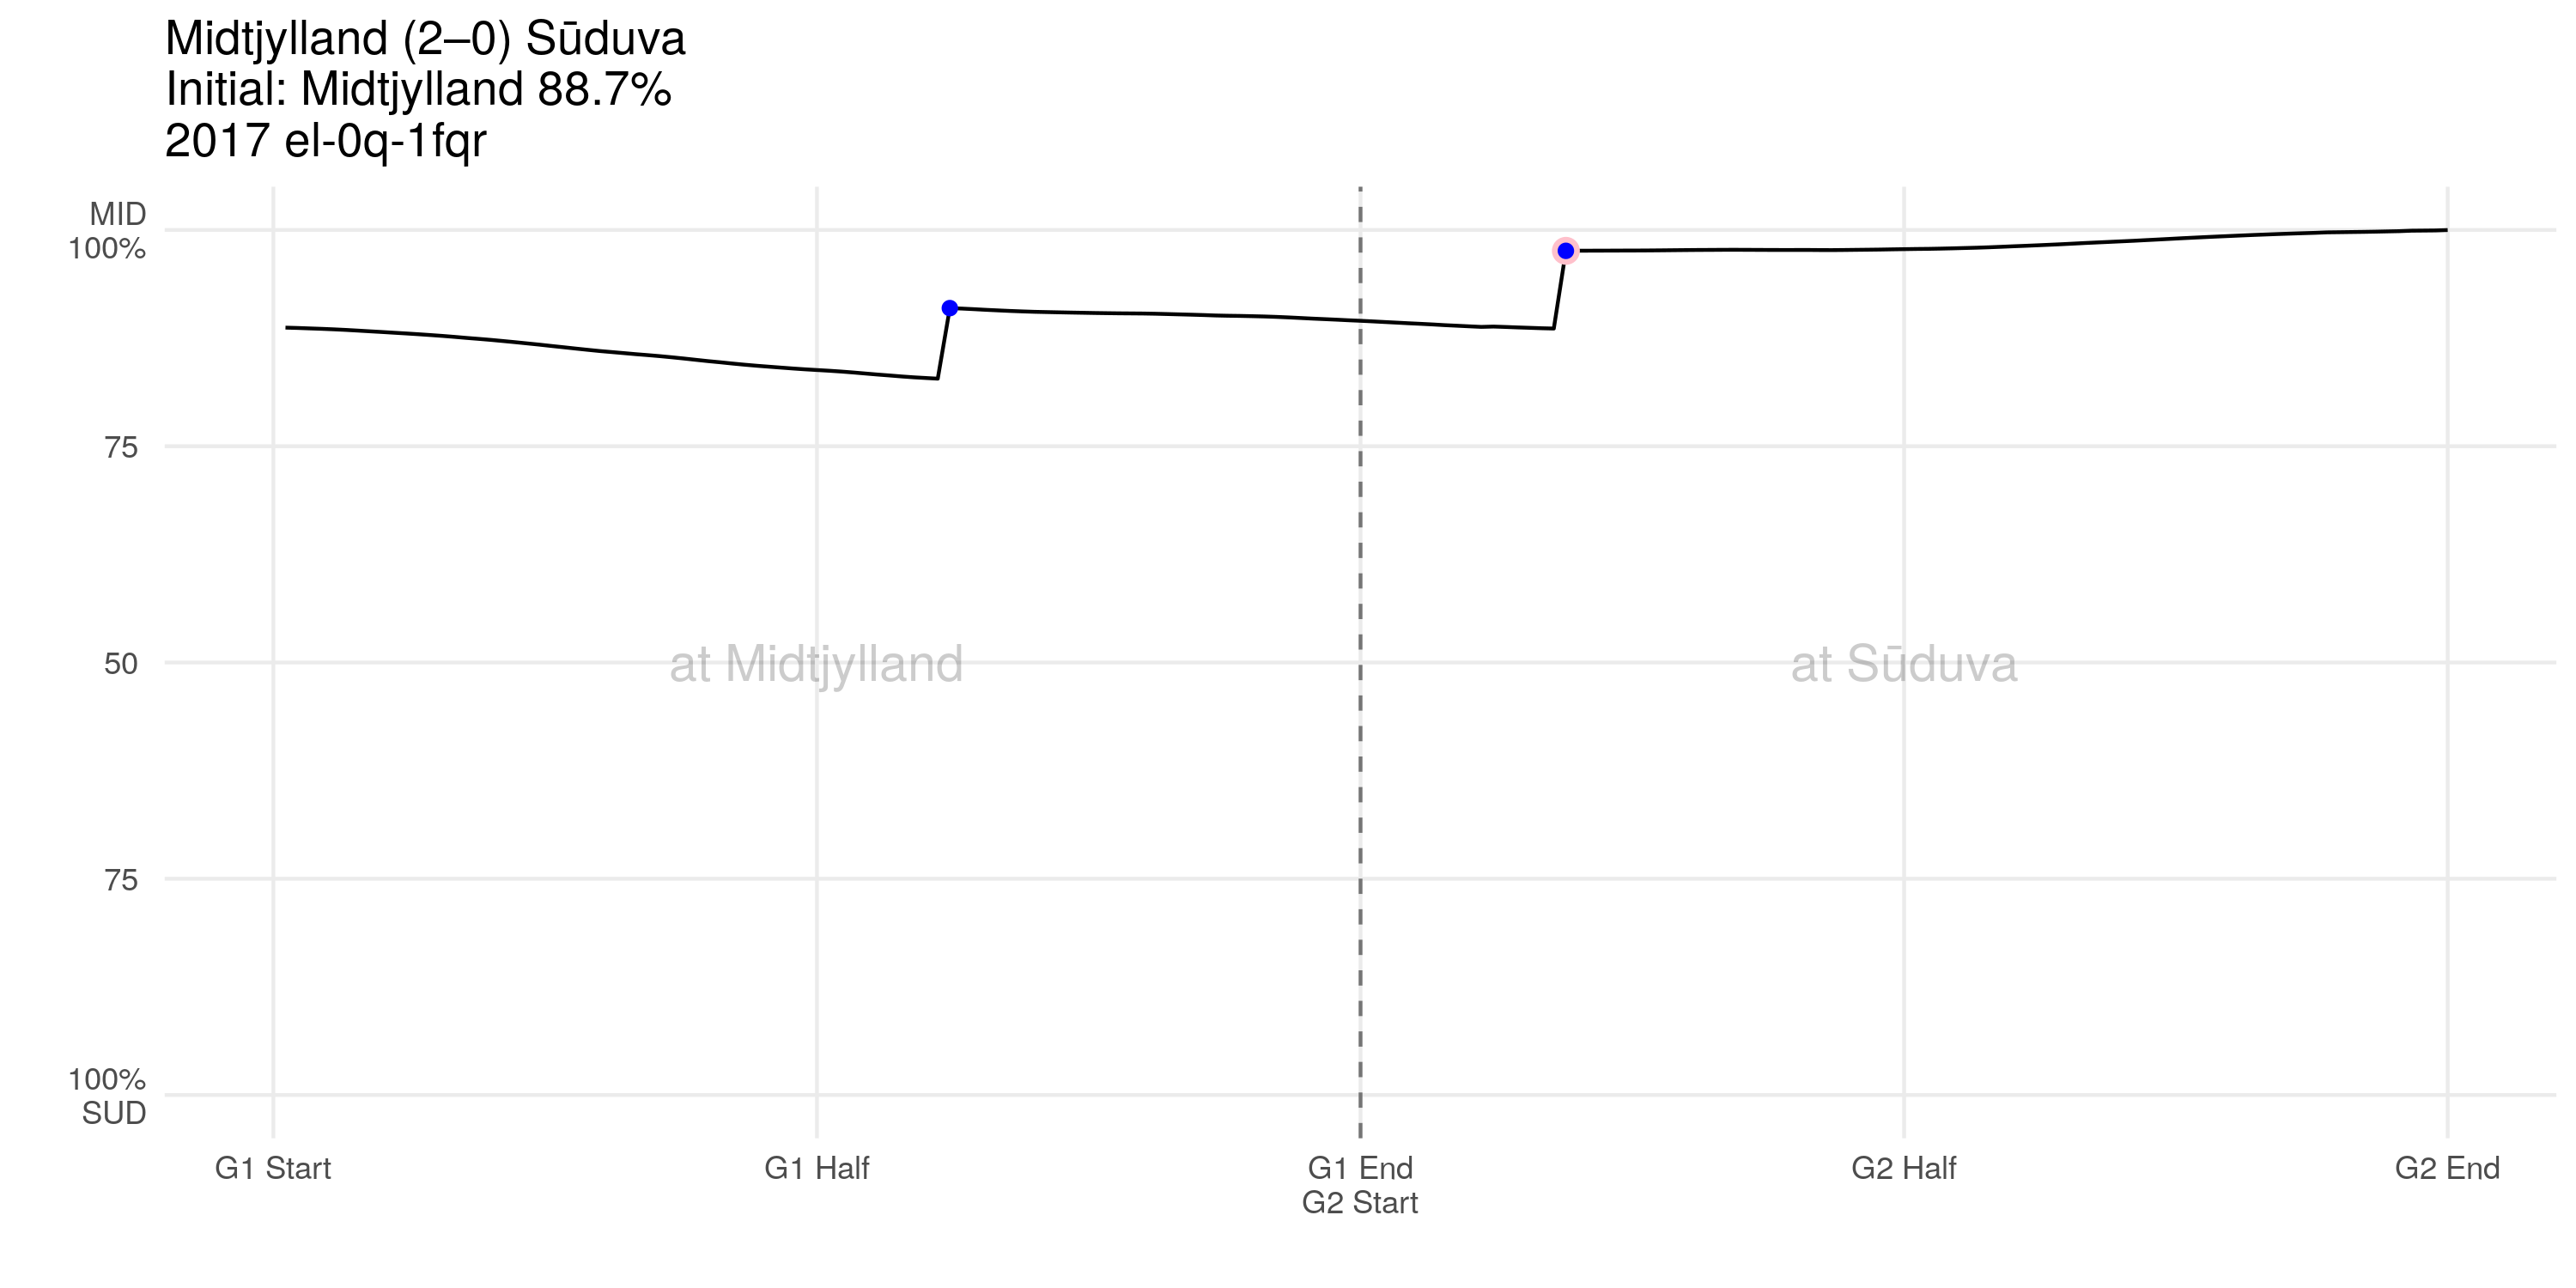 Midtjylland (2–0) Sūduva
Initial: Midtjylland 88.7%
2017 el-0q-1fqr
MID
100%
75
50
75
100%
SUD
at Midtjylland
at Sūduva
G1 Start
G1 Half
G1 End
G2 Start
G2 Half
G2 End